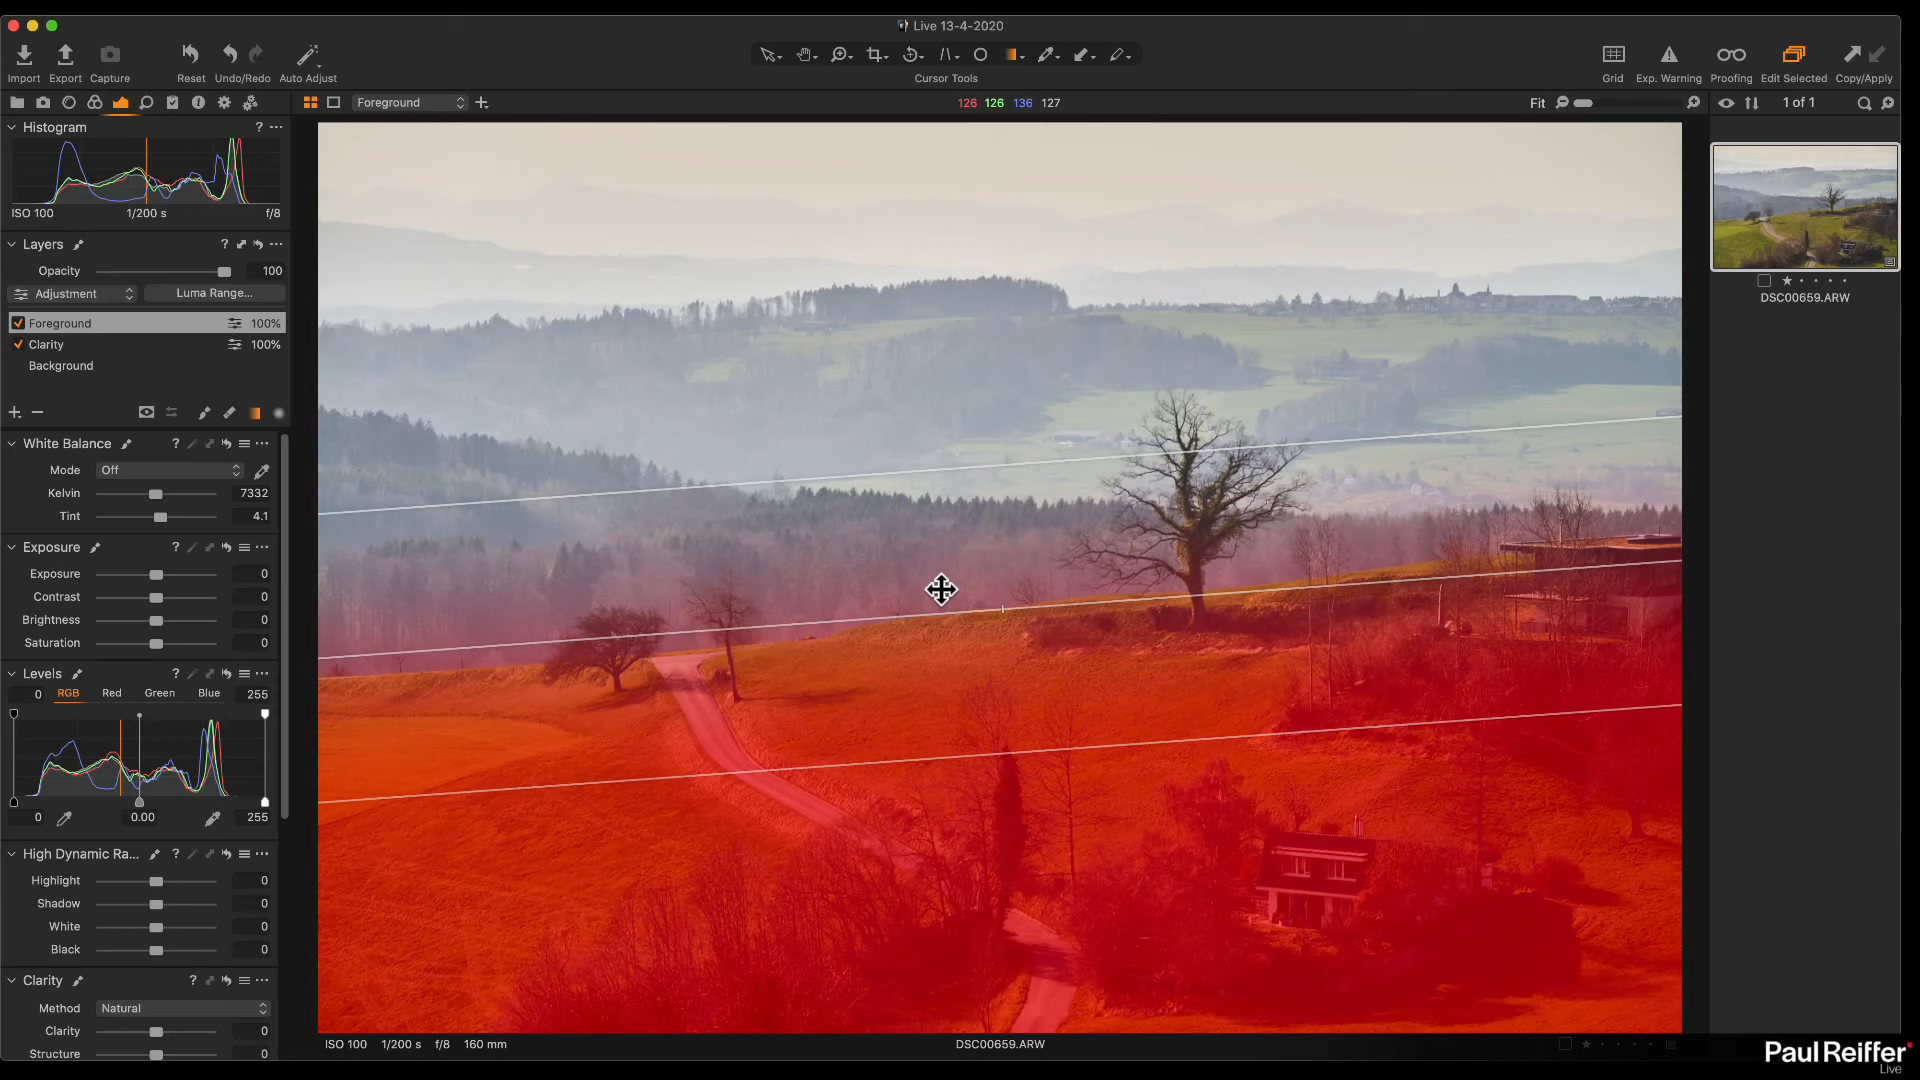 Live 13-4-2020
Import
Export
Capture
Reset
Undo/Redo
Auto Adjust
Cursor Tools
Grid
Exp. Warning
Proofing
Edit Selected
Copy/Apply
Foreground
126 126 136 127
Fit
1 of 1
Histogram
ISO 100 1/200 s f/8
Layers
Opacity 100
Adjustment Luma Range...
Foreground 100%
Clarity 100%
Background
White Balance
Mode Off
Kelvin 7332
Tint 4.1
Exposure
Exposure 0
Contrast 0
Brightness 0
Saturation 0
Levels
0 RGB Red Green Blue 255
0 0.00 255
High Dynamic Ra...
Highlight 0
Shadow 0
White 0
Black 0
Clarity
Method Natural
Clarity 0
Structure 0
ISO 100 1/200 s f/8 160 mm
DSC00659.ARW
DSC00659.ARW
Paul Reiffer
Live